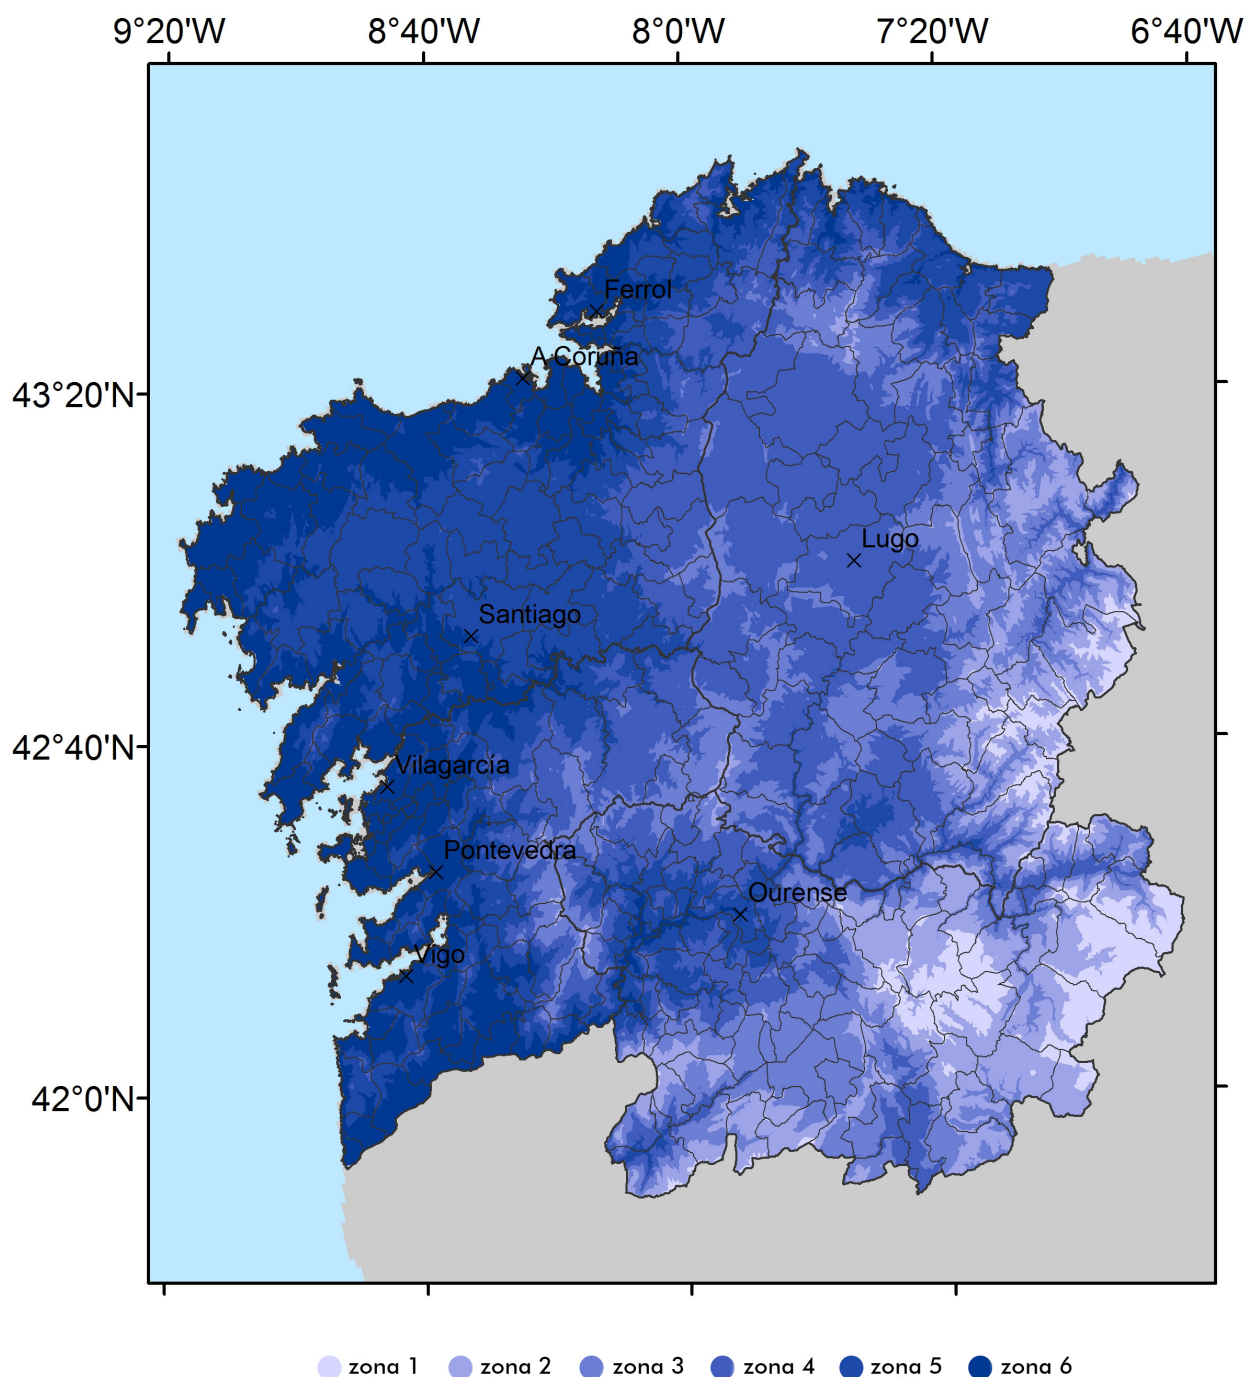 9°20'W 8°40'W 8°0'W 7°20'W 6°40'W
Ferrol
A Coruña
43°20'N
Lugo
Santiago
42°40'N
Vilagarcía
Pontevedra
Ourense
Vigo
42°0'N
zona 1 zona 2 zona 3 zona 4 zona 5 zona 6